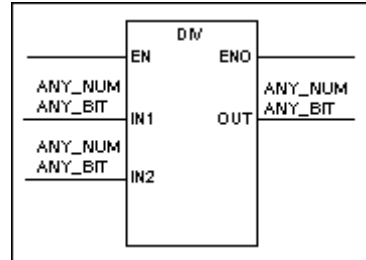 DIV
EN ENO
ANY_NUM ANY_NUM
ANY_BIT ANY_BIT
IN1 OUT
ANY_NUM
ANY_BIT
IN2